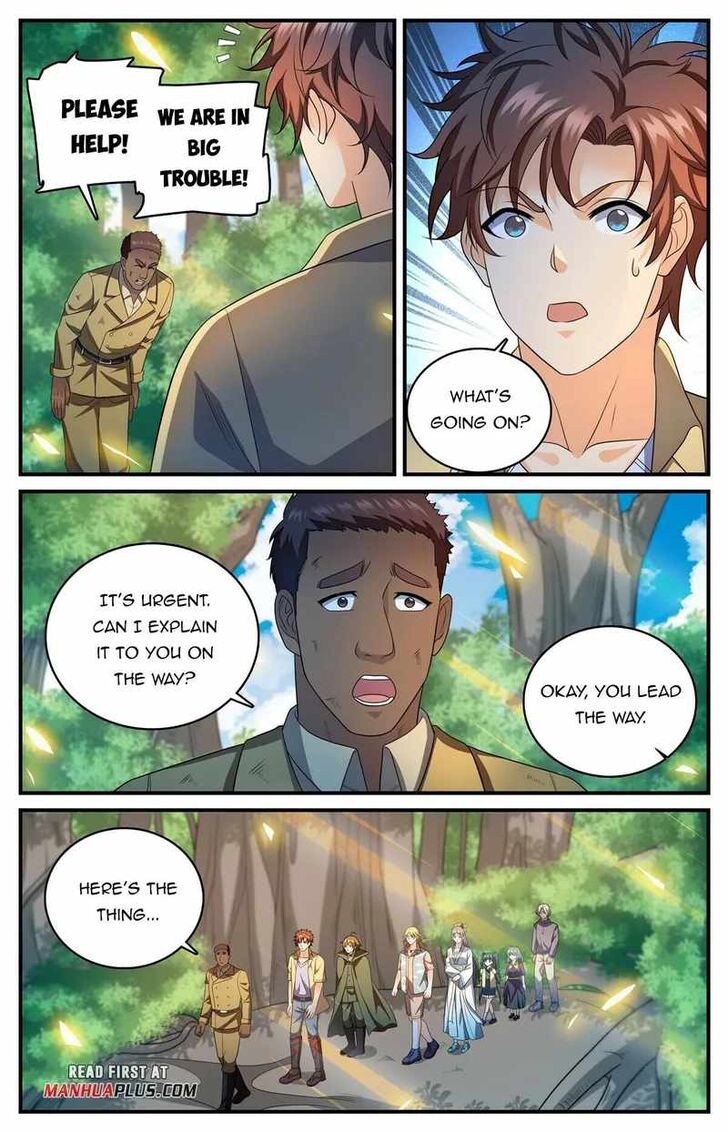 PLEASE
HELP!
WE ARE IN
BIG
TROUBLE!
WHAT'S
GOING ON?
IT'S URGENT.
CAN I EXPLAIN
IT TO YOU ON
THE WAY?
OKAY, YOU LEAD
THE WAY.
HERE'S THE
THING...
READ FIRST AT
MANHUAPLUS.COM